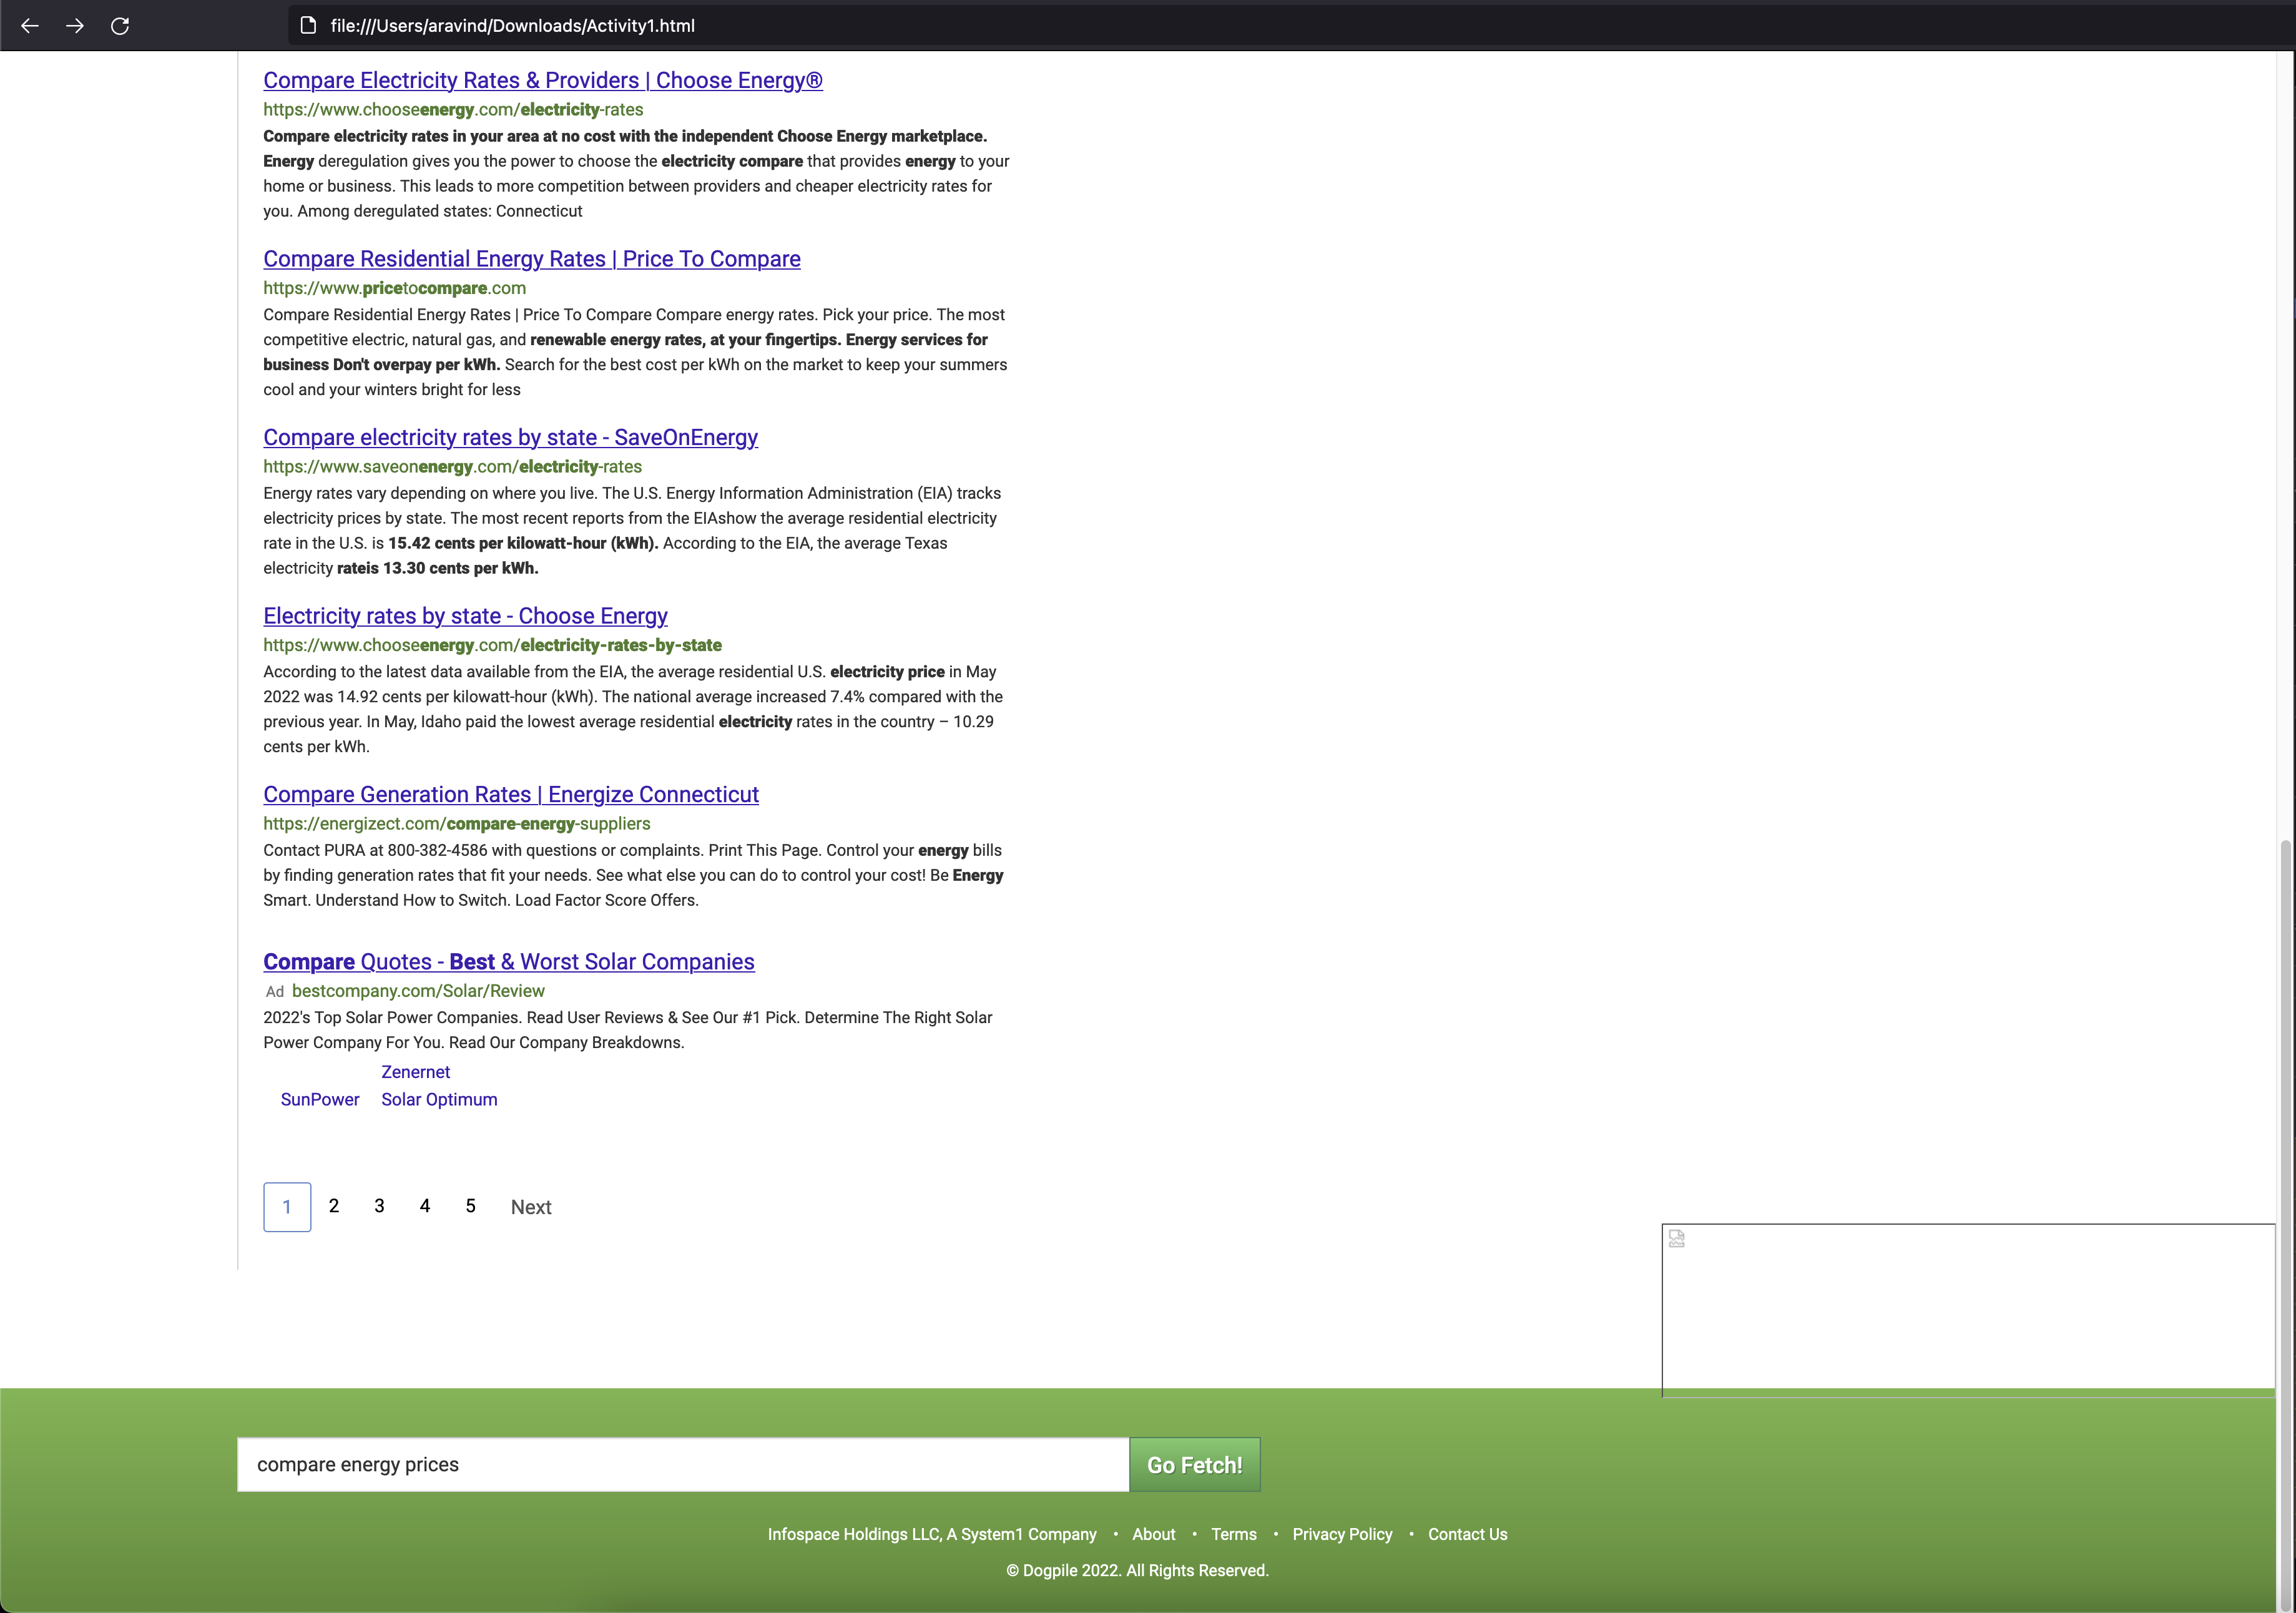 file:///Users/aravind/Downloads/Activity1.html
Compare Electricity Rates & Providers | Choose Energy®
https://www.chooseenergy.com/electricity-rates
Compare electricity rates in your area at no cost with the independent Choose Energy marketplace.
Energy deregulation gives you the power to choose the electricity compare that provides energy to your
home or business. This leads to more competition between providers and cheaper electricity rates for
you. Among deregulated states: Connecticut
Compare Residential Energy Rates | Price To Compare
https://www.pricetocompare.com
Compare Residential Energy Rates | Price To Compare Compare energy rates. Pick your price. The most
competitive electric, natural gas, and renewable energy rates, at your fingertips. Energy services for
business Don't overpay per kWh. Search for the best cost per kWh on the market to keep your summers
cool and your winters bright for less
Compare electricity rates by state - SaveOnEnergy
https://www.saveonenergy.com/electricity-rates
Energy rates vary depending on where you live. The U.S. Energy Information Administration (EIA) tracks
electricity prices by state. The most recent reports from the EIAshow the average residential electricity
rate in the U.S. is 15.42 cents per kilowatt-hour (kWh). According to the EIA, the average Texas
electricity rateis 13.30 cents per kWh.
Electricity rates by state - Choose Energy
https://www.chooseenergy.com/electricity-rates-by-state
According to the latest data available from the EIA, the average residential U.S. electricity price in May
2022 was 14.92 cents per kilowatt-hour (kWh). The national average increased 7.4% compared with the
previous year. In May, Idaho paid the lowest average residential electricity rates in the country – 10.29
cents per kWh.
Compare Generation Rates | Energize Connecticut
https://energizect.com/compare-energy-suppliers
Contact PURA at 800-382-4586 with questions or complaints. Print This Page. Control your energy bills
by finding generation rates that fit your needs. See what else you can do to control your cost! Be Energy
Smart. Understand How to Switch. Load Factor Score Offers.
Compare Quotes - Best & Worst Solar Companies
Ad bestcompany.com/Solar/Review
2022's Top Solar Power Companies. Read User Reviews & See Our #1 Pick. Determine The Right Solar
Power Company For You. Read Our Company Breakdowns.
Zenernet
SunPower Solar Optimum
1 2 3 4 5 Next
compare energy prices Go Fetch!
Infospace Holdings LLC, A System1 Company • About • Terms • Privacy Policy • Contact Us
© Dogpile 2022. All Rights Reserved.